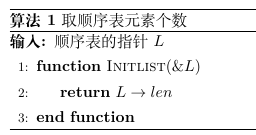 算法 1 取顺序表元素个数
输入: 顺序表的指针 L
1: function INITLIST(&L)
2: return L → len
3: end function